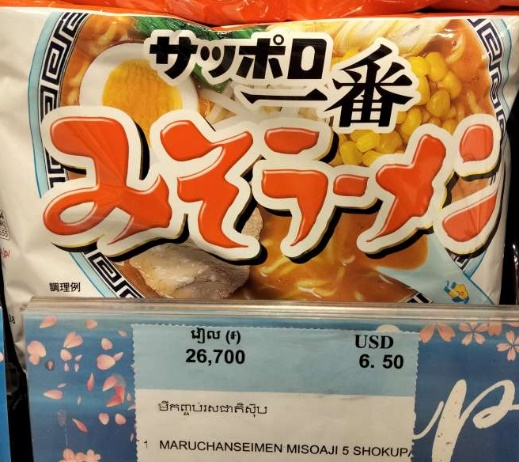 サッポロ
一番
みそラーメン
調理例
រៀល (៛) USD
26,700 6. 50
មីកញ្ចប់រសជាតិស៊ុប
1 MARUCHANSEIMEN MISOAJI 5 SHOKUPA